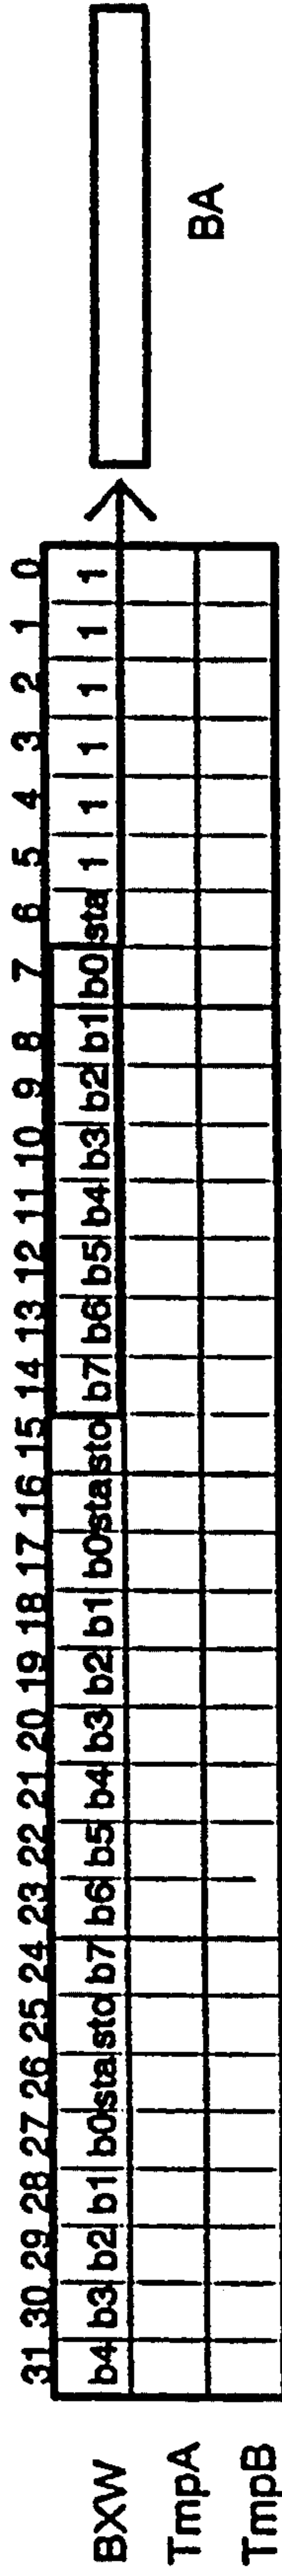 31 30 29 28 27 26 25 24 23 22 21 20 19 18 17 16 15 14 13 12 11 10 9 8 7 6 5 4 3 2 1 0
BXW b4 b3 b2 b1 b0 sta sto b7 b6 b5 b4 b3 b2 b1 b0 sta sto b7 b6 b5 b4 b3 b2 b1 b0 sta 1 1 1 1 1 1
TmpA
TmpB
BA